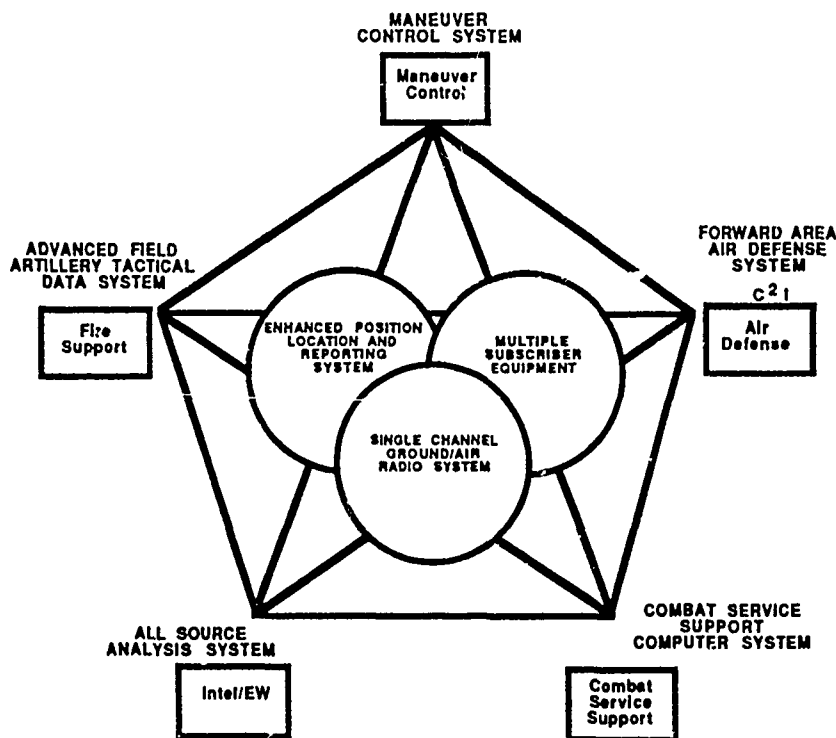 MANEUVER
CONTROL SYSTEM
Maneuver
Control
ADVANCED FIELD
ARTILLERY TACTICAL
DATA SYSTEM
Fire
Support
FORWARD AREA
AIR DEFENSE
SYSTEM
C2I
Air
Defense
ENHANCED POSITION
LOCATION AND
REPORTING
SYSTEM
MULTIPLE
SUBSCRISER
EQUIPMENT
SINGLE CHANNEL
GROUND/AIR
RADIO SYSTEM
ALL SOURCE
ANALYSIS SYSTEM
Intel/EW
COMBAT SERVICE
SUPPORT
COMPUTER SYSTEM
Combat
Service
Support